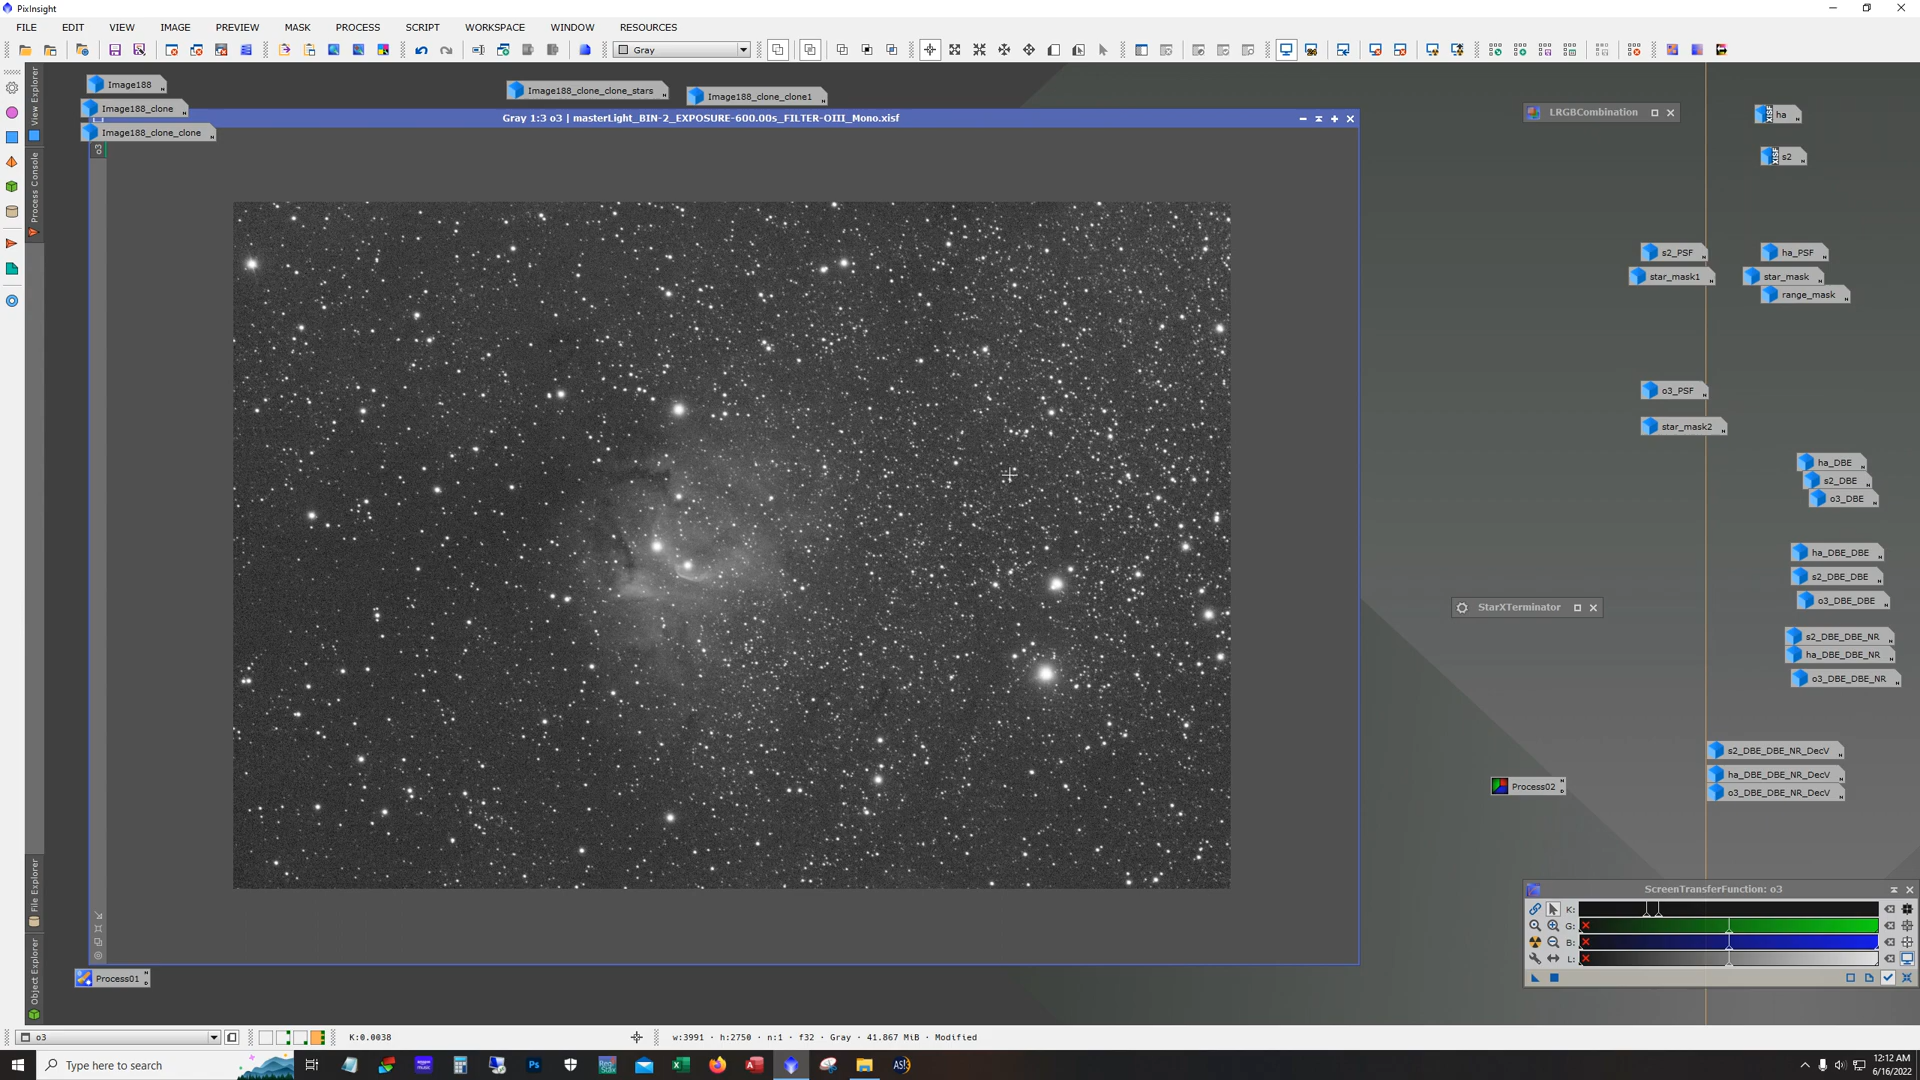 PixInsight
FILE EDIT VIEW IMAGE PREVIEW MASK PROCESS SCRIPT WORKSPACE WINDOW RESOURCES
Gray
View Explorer
Process Console
File Explorer
Object Explorer
Image188
Image188_clone
Image188_clone_clone
Image188_clone_clone_stars
Image188_clone_clone1
Gray 1:3 o3 | masterLight_BIN-2_EXPOSURE-600.00s_FILTER-OIII_Mono.xisf
o3
LRGBCombination
ha
s2
s2_PSF
ha_PSF
star_mask1
star_mask
range_mask
o3_PSF
star_mask2
ha_DBE
s2_DBE
o3_DBE
ha_DBE_DBE
s2_DBE_DBE
o3_DBE_DBE
StarXTerminator
s2_DBE_DBE_NR
ha_DBE_DBE_NR
o3_DBE_DBE_NR
s2_DBE_DBE_NR_DecV
ha_DBE_DBE_NR_DecV
o3_DBE_DBE_NR_DecV
Process02
ScreenTransferFunction: o3
K:
G:
B:
L:
Process01
o3
K:0.0038
w:3991 · h:2750 · n:1 · f32 · Gray · 41.867 MiB · Modified
Type here to search
12:12 AM
6/16/2022